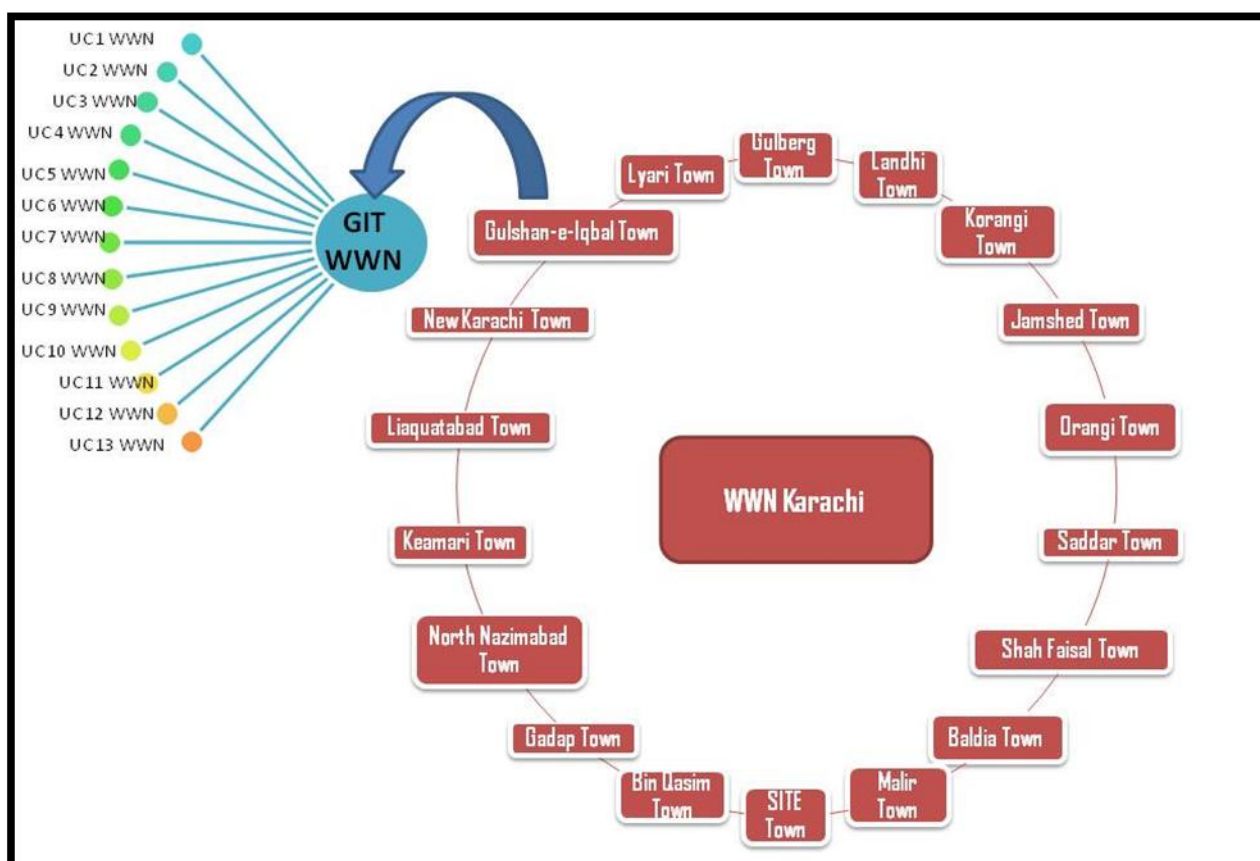 UC1 WWN
UC2 WWN
UC3 WWN
UC4 WWN
UC5 WWN
UC6 WWN
UC7 WWN
UC8 WWN
UC9 WWN
UC10 WWN
UC11 WWN
UC12 WWN
UC13 WWN
GIT
WWN
Gulberg
Town
Landhi
Town
Korangi
Town
Jamshed Town
Orangi Town
Saddar Town
Shah Faisal Town
Baldia Town
Malir
Town
SITE
Town
Bin Qasim
Town
Gadap Town
North Nazimabad
Town
Keamari Town
Liaquatabad Town
New Karachi Town
Gulshan-e-Iqbal Town
Lyari Town
WWN Karachi